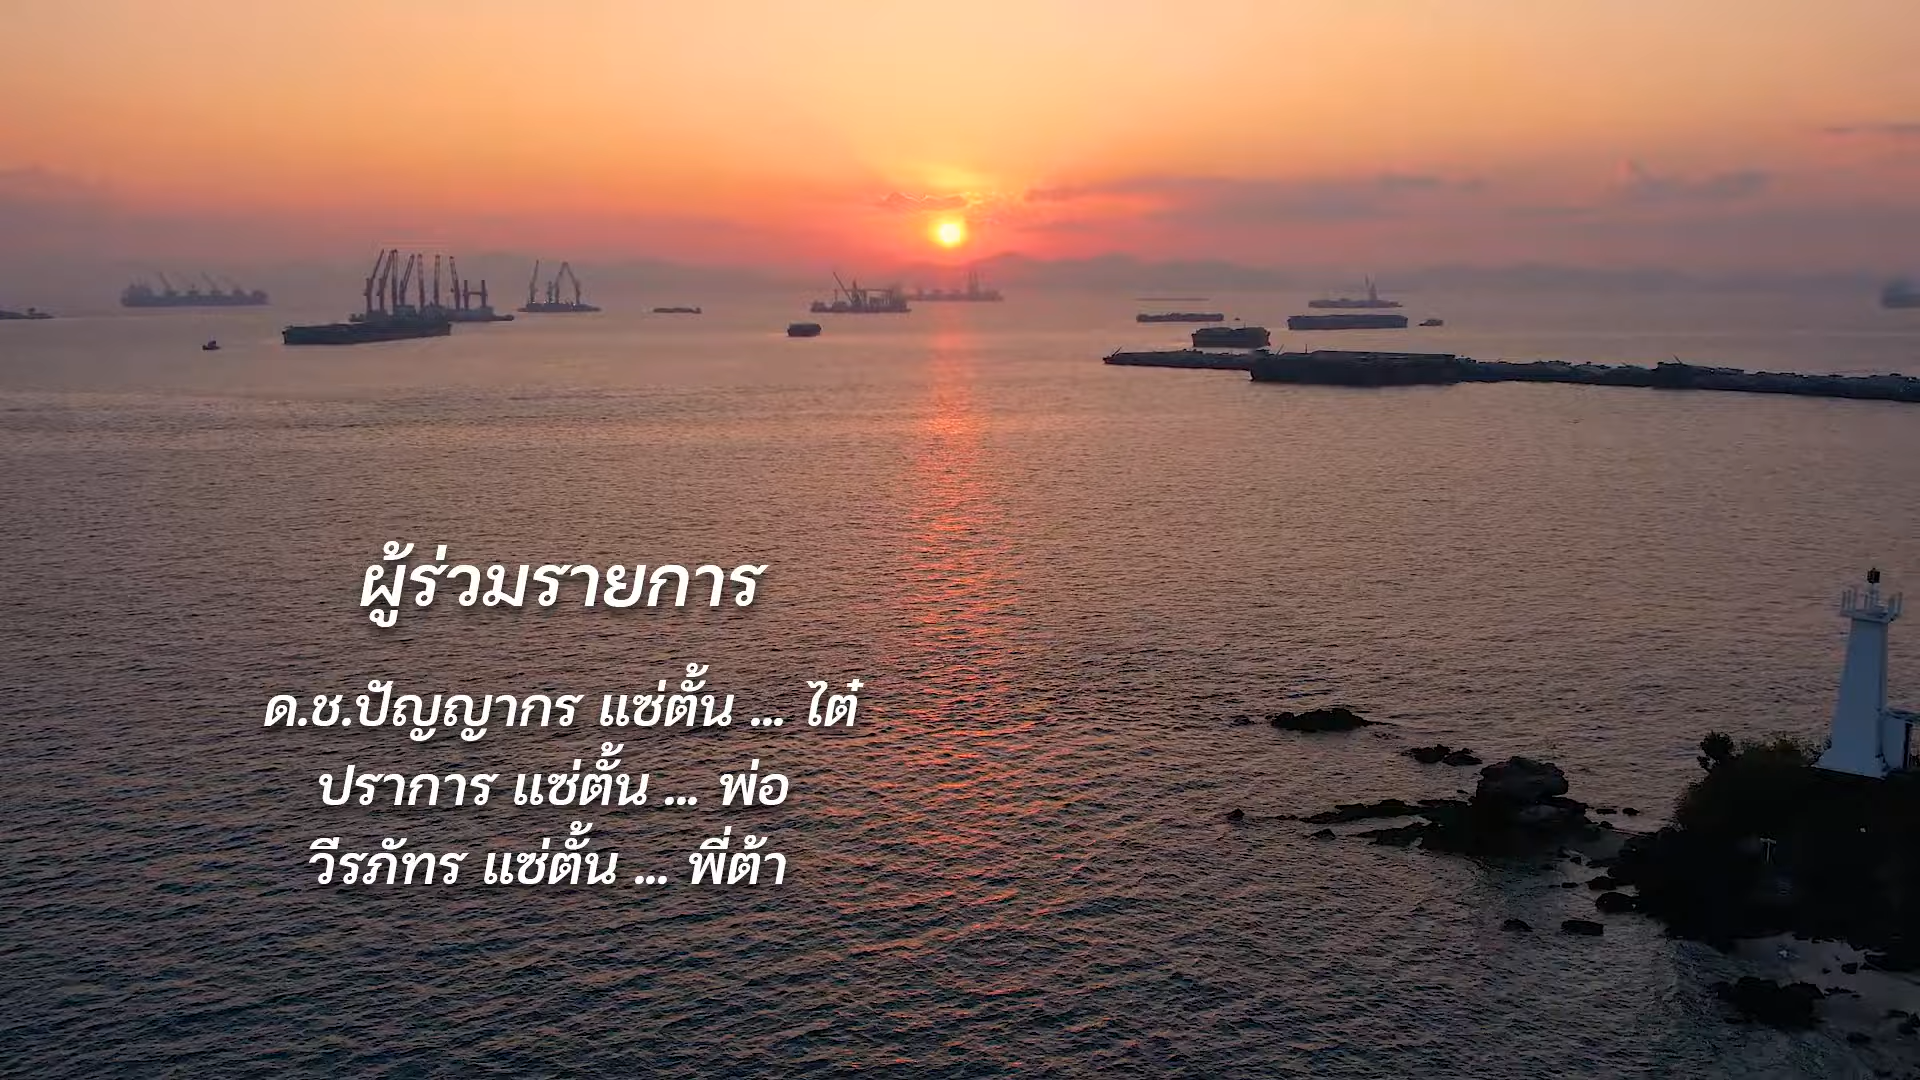 ผู้ร่วมรายการ
ด.ช.ปัญญากร แซ่ตั้น ... ไต๋
ปราการ แซ่ตั้น ... พ่อ
วีรภัทร แซ่ตั้น ... พี่ต้า